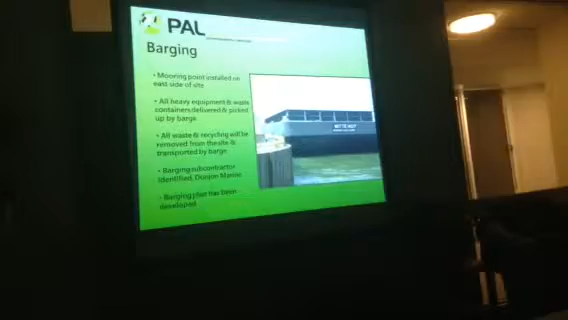 PAL
Barging
• Mooring point installed on
east side of site
• All heavy equipment & waste
containers delivered & picked
up by barge
• All waste & recycling will be
removed from the site &
transported by barge
• Barging subcontractor
identified, Dunjon Marine
• Barging plan has been
developed